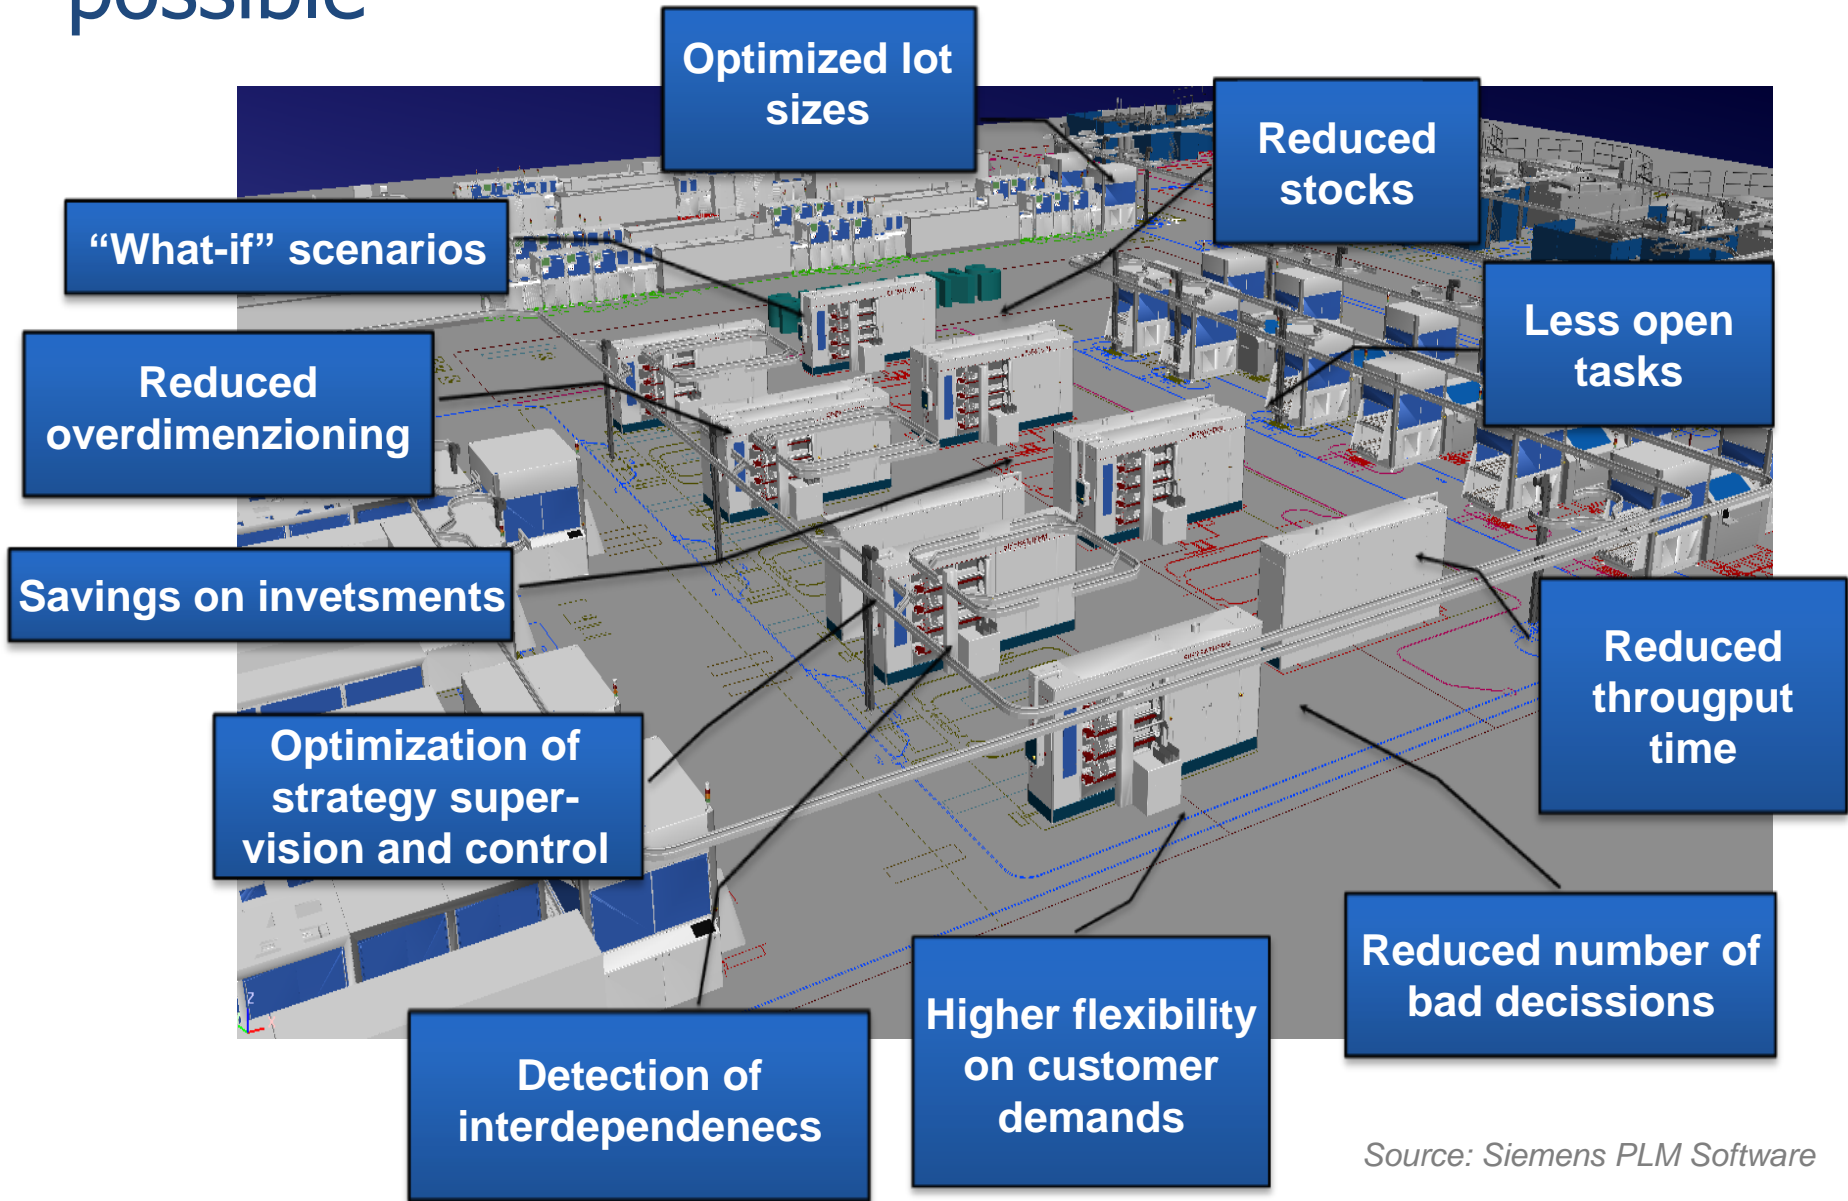 possible
Optimized lot
sizes
Reduced
stocks
“What-if” scenarios
Less open
tasks
Reduced
overdimenzioning
Savings on invetsments
Reduced
througput
time
Optimization of
strategy super-
vision and control
Reduced number of
bad decissions
Higher flexibility
on customer
demands
Detection of
interdependenecs
Source: Siemens PLM Software